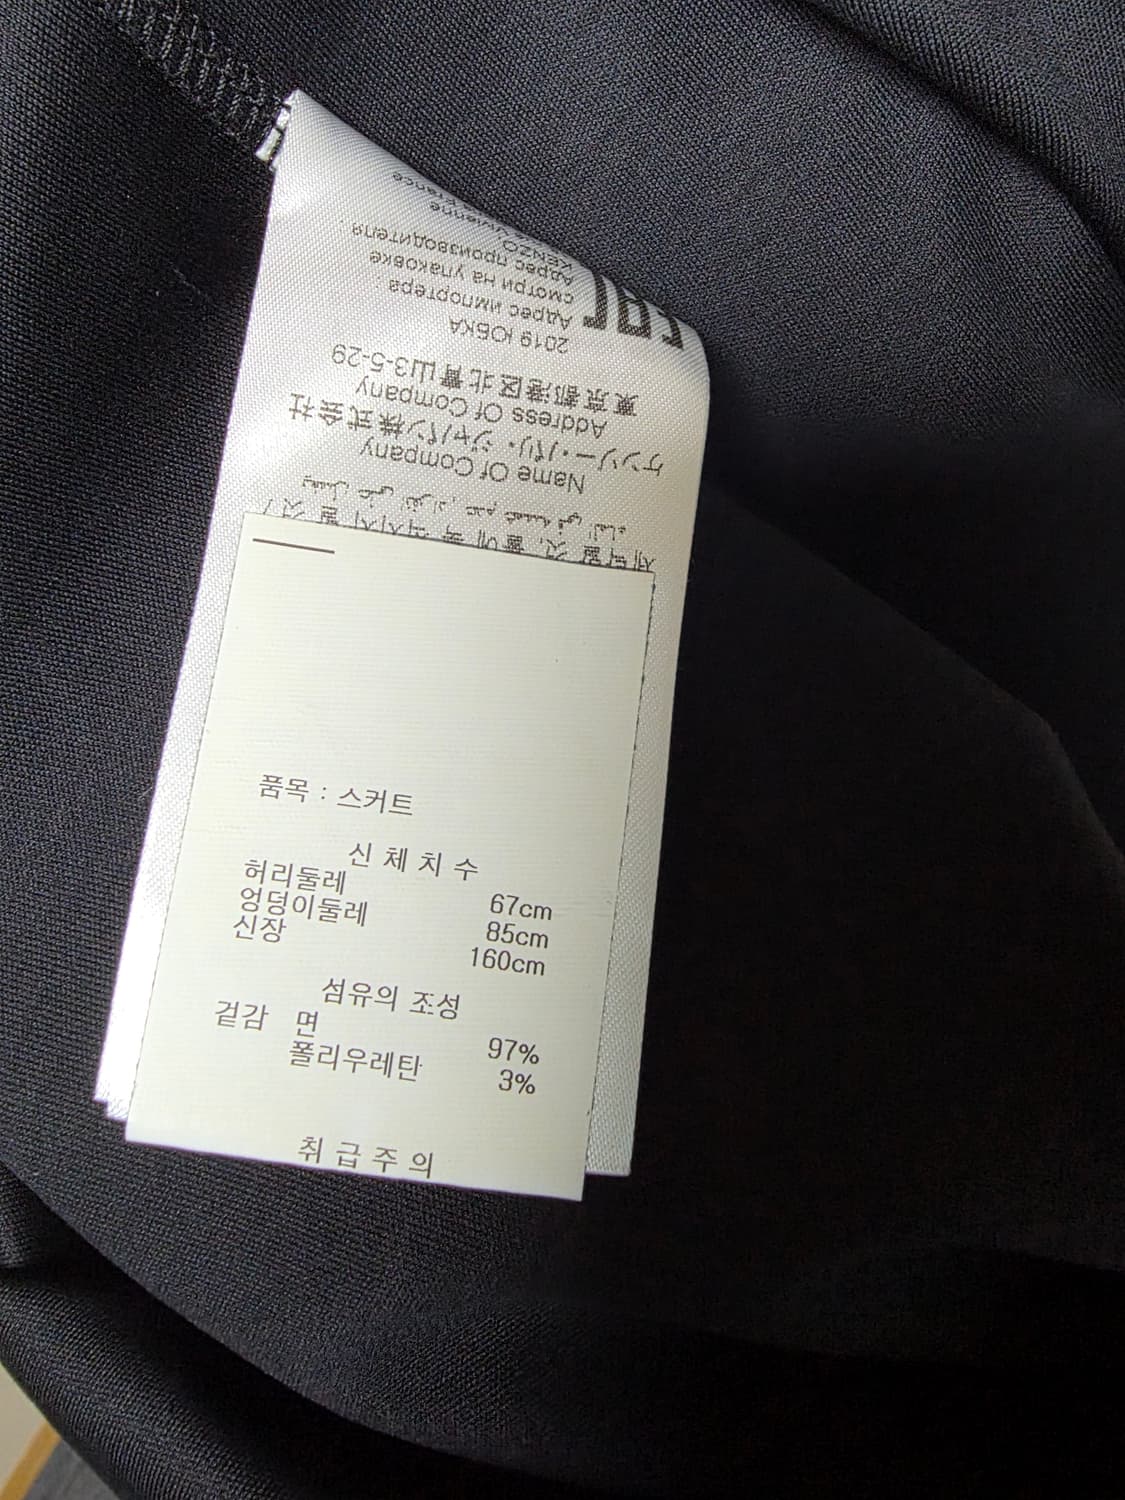 품목 : 스커트
신 체 치 수
허리둘레 67cm
엉덩이둘레 85cm
신장 160cm
섬유의 조성
겉감 면 97%
폴리우레탄 3%
취 급 주 의
Name Of Company
ケンゾー・パリ・ジャパン株式会社
Address Of Company
東京都港区北青山3-5-29
2019 ЮБКА
Адрес импортера
смотри на упаковке
Адрес производителя
KENZO Vivienne
France